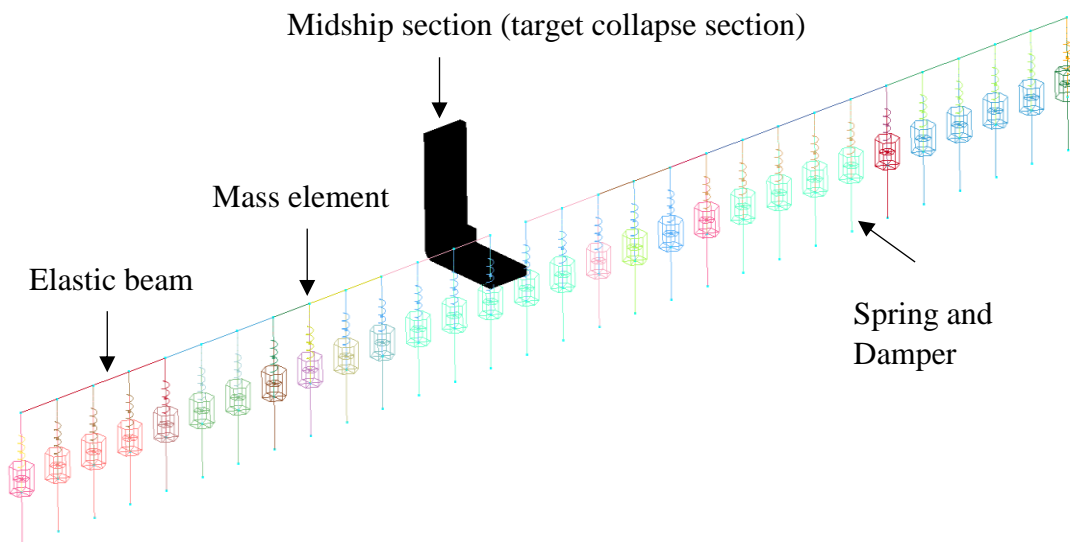 Midship section (target collapse section)
Mass element
Elastic beam
Spring and
Damper